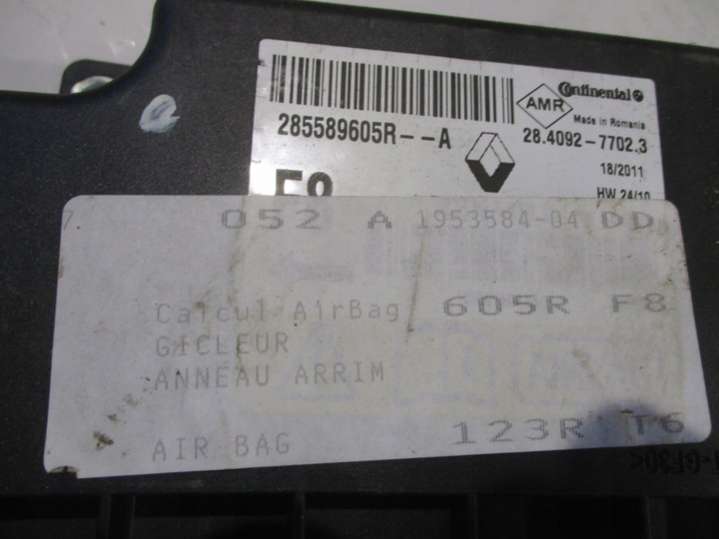 Continental
AMR
Made in Romania
285589605R--A
28.4092-7702.3
18/2011
F8
HW 24/10
052 A 1953584-04 DD
Calcul AirBag 605R F8
GICLEUR
ANNEAU ARRIM
AIR BAG 123R T6